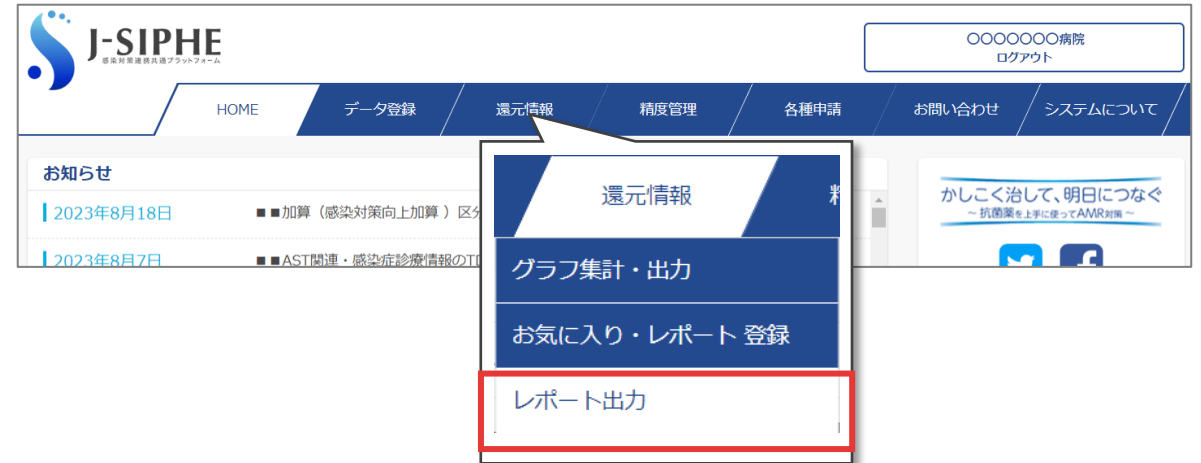 J-SIPHE
感染対策連携共通プラットフォーム
〇〇〇〇〇〇〇病院
ログアウト
HOME
データ登録
還元情報
精度管理
各種申請
お問い合わせ
システムについて
お知らせ
2023年8月18日
■■加算（感染対策向上加算 ）区分
2023年8月7日
■■AST関連・感染症診療情報のTD
かしこく治して、明日につなぐ
～ 抗菌薬を上手に使ってAMR対策 ～
還元情報
グラフ集計・出力
お気に入り・レポート 登録
レポート出力